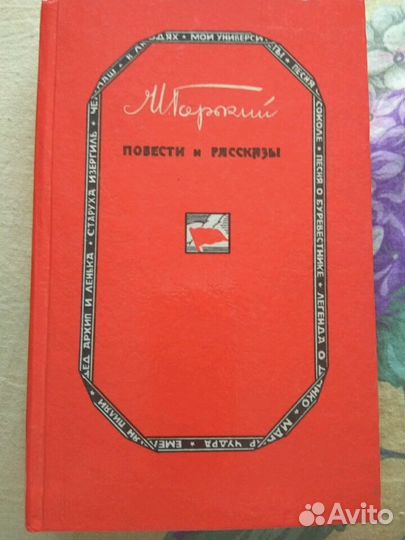 М Горький
ПОВЕСТИ и РАССКАЗЫ
ЧЕЛКАШ • В ЛЮДЯХ • МОИ УНИВЕРСИТЕТЫ • ПЕСНЯ О СОКОЛЕ • ПЕСНЯ О БУРЕВЕСТНИКЕ • ЛЕГЕНДА О ДАНКО • МАКАР ЧУДРА • ЕМЕЛЬЯН ПИЛЯЙ • ДЕД АРХИП И ЛЕНЬКА • СТАРУХА ИЗЕРГИЛЬ •
Avito